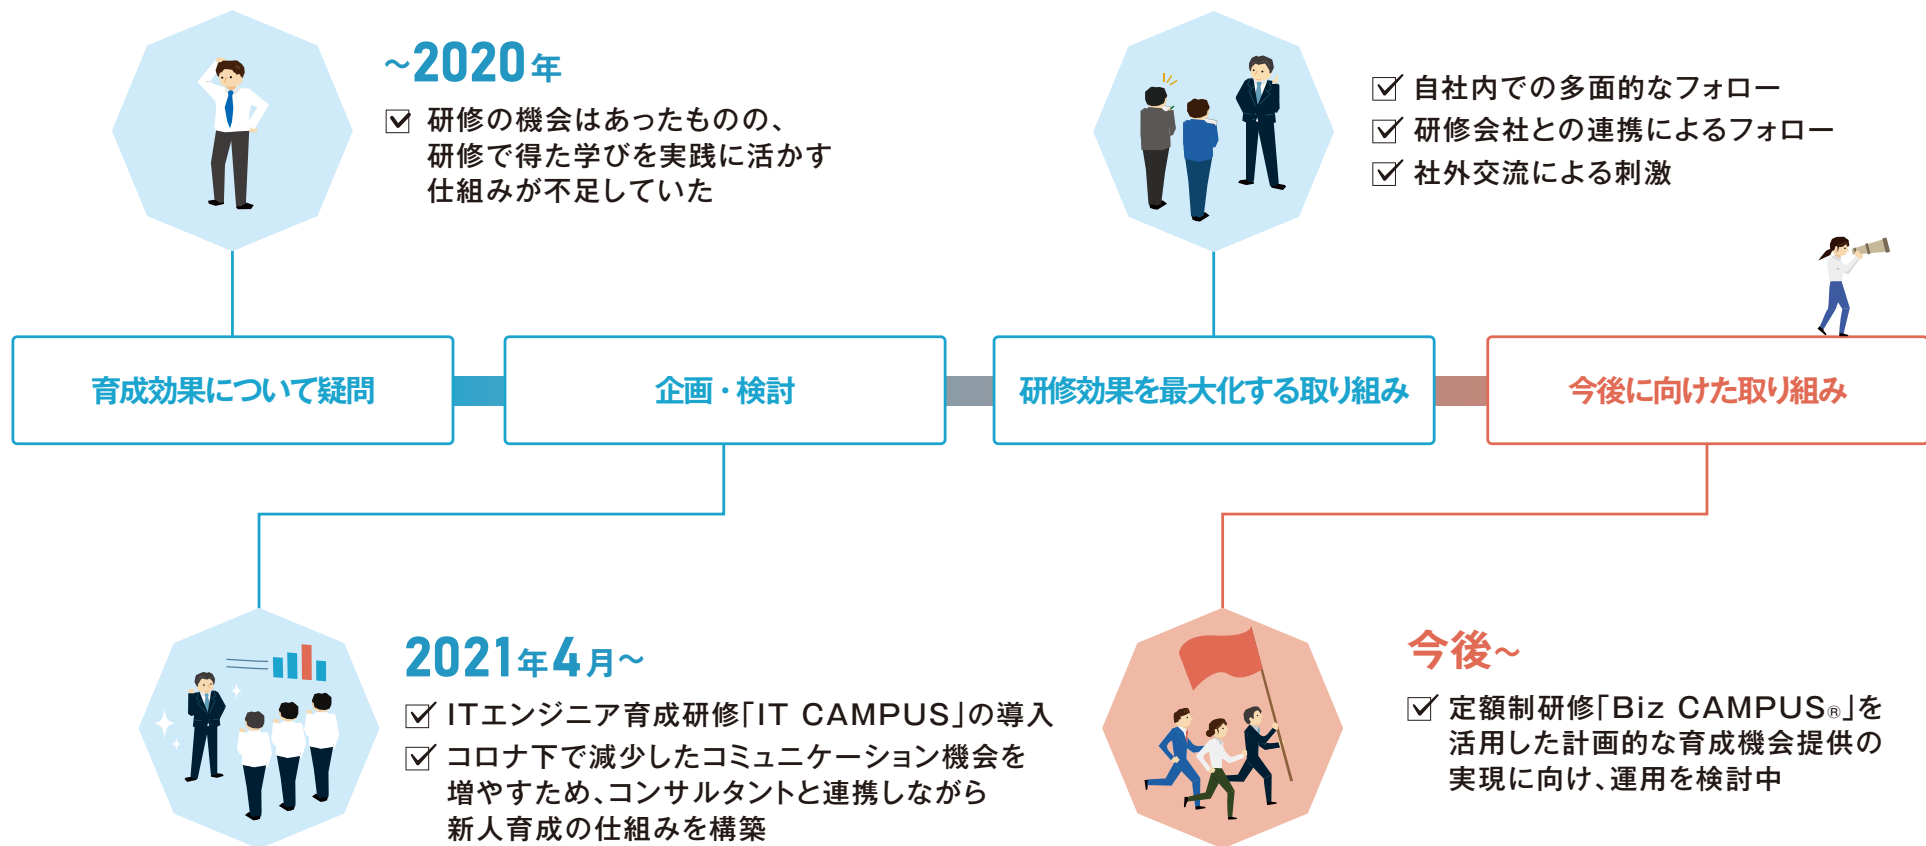 ～2020年
研修の機会はあったものの、
研修で得た学びを実践に活かす
仕組みが不足していた
自社内での多面的なフォロー
研修会社との連携によるフォロー
社外交流による刺激
育成効果について疑問
企画・検討
研修効果を最大化する取り組み
今後に向けた取り組み
2021年4月～
ITエンジニア育成研修「IT CAMPUS」の導入
コロナ下で減少したコミュニケーション機会を
増やすため、コンサルタントと連携しながら
新人育成の仕組みを構築
今後～
定額制研修「Biz CAMPUS®」を
活用した計画的な育成機会提供の
実現に向け、運用を検討中